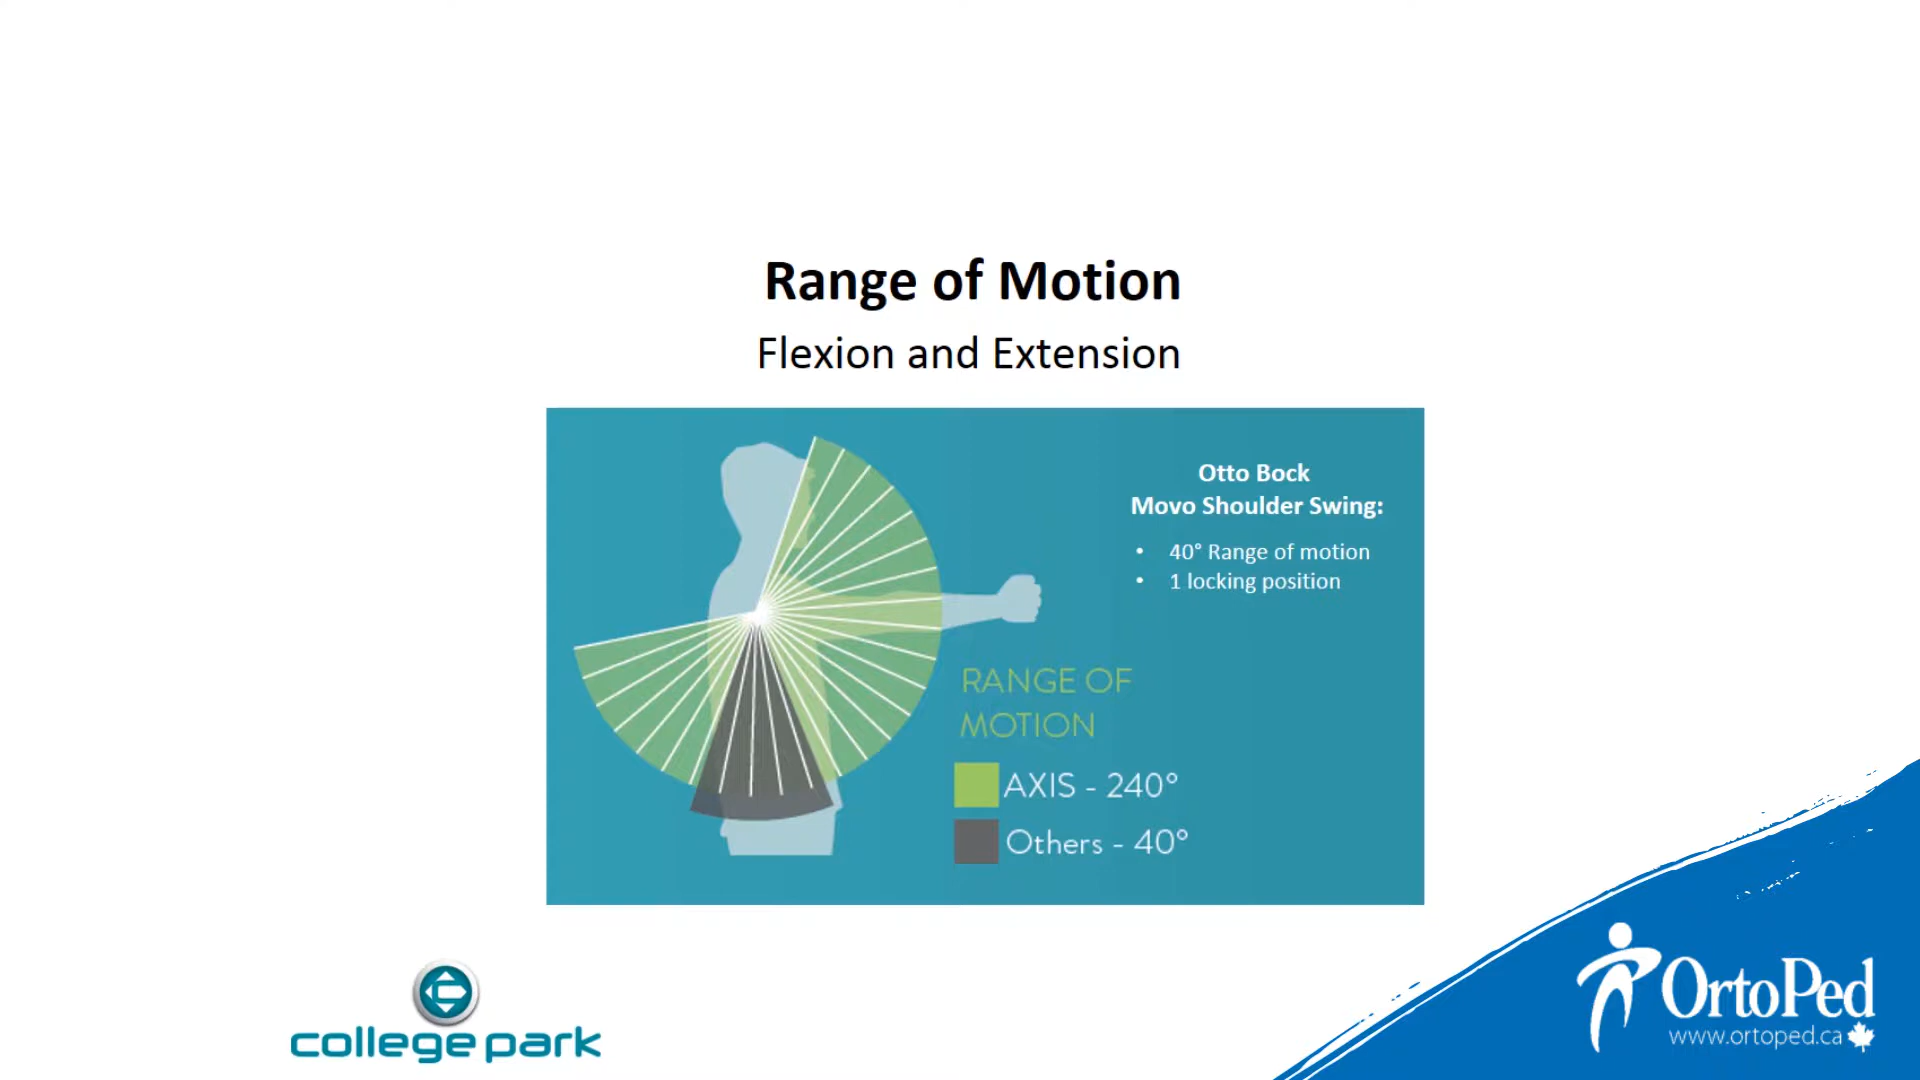 Range of Motion
Flexion and Extension
Otto Bock
Movo Shoulder Swing:
• 40° Range of motion
• 1 locking position
RANGE OF
MOTION
AXIS - 240°
Others - 40°
college park
OrtoPed
www.ortoped.ca